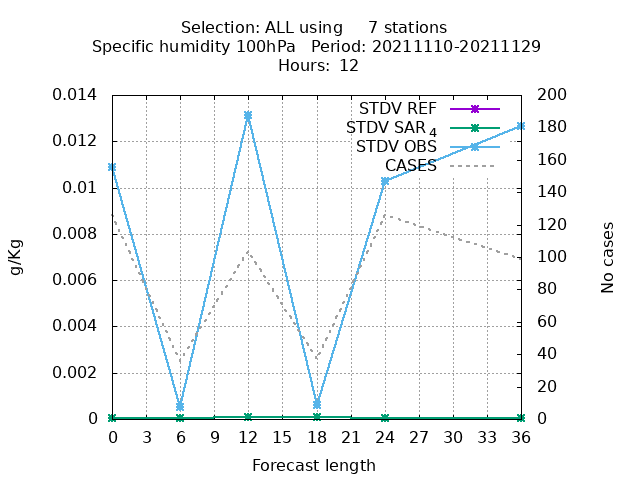 Selection: ALL using     7 stations
Specific humidity 100hPa   Period: 20211110-20211129
Hours:  12
0.014
0.012
0.01
0.008
0.006
0.004
0.002
0
g/Kg
STDV REF
STDV SAR4
STDV OBS
CASES
200
180
160
140
120
100
80
60
40
20
0
No cases
0 3 6 9 12 15 18 21 24 27 30 33 36
Forecast length